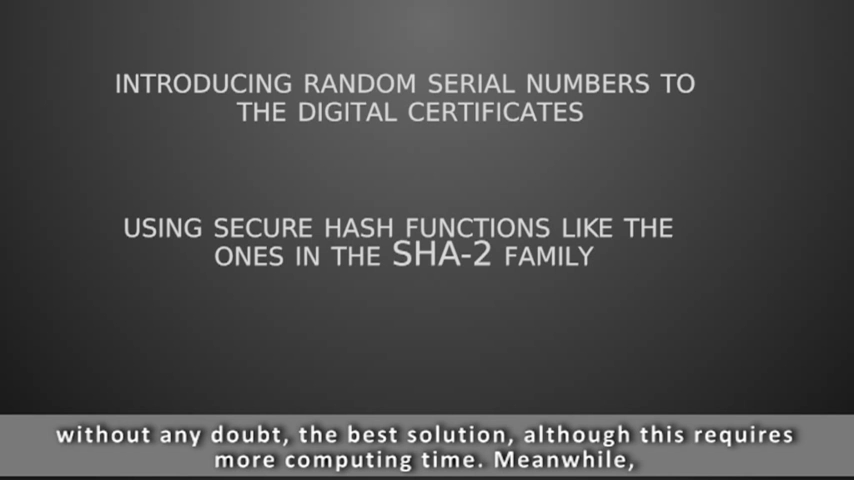 INTRODUCING RANDOM SERIAL NUMBERS TO
THE DIGITAL CERTIFICATES
USING SECURE HASH FUNCTIONS LIKE THE
ONES IN THE SHA-2 FAMILY
without any doubt, the best solution, although this requires
more computing time. Meanwhile,